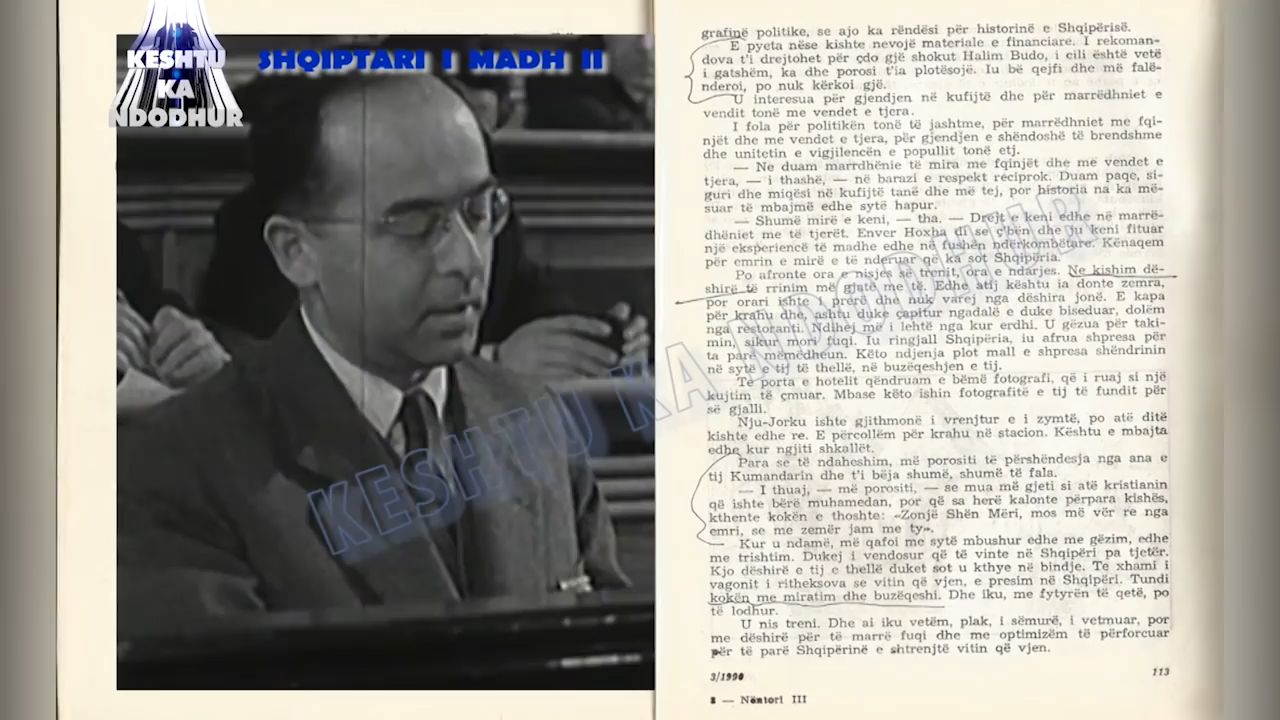 KESHTU
KA
NDODHUR
SHQIPTARI I MADH II
grafinë politike, se ajo ka rëndësi për historinë e Shqipërisë.
E pyeta nëse kishte nevojë materiale e financiare. I rekoman-
dova t'i drejtohet për çdo gjë shokut Halim Budo, i cili është vetë
i gatshëm, ka dhe porosi t'ia plotësojë. Iu bë qejfi dhe më falë-
nderoi, po nuk kërkoi gjë.
U interesua për gjendjen në kufijtë dhe për marrëdhniet e
vendit tonë me vendet e tjera.
I fola për politikën tonë të jashtme, për marrëdhniet me fqi-
njët dhe me vendet e tjera, për gjendjen e shëndoshë të brendshme
dhe unitetin e vigjilencën e popullit tonë etj.
— Ne duam marrdhënie të mira me fqinjët dhe me vendet e
tjera, — i thashë, — në barazi e respekt reciprok. Duam paqe, si-
guri dhe miqësi në kufijtë tanë dhe më tej, por historia na ka më-
suar të mbajmë edhe sytë hapur.
— Shumë mirë e keni, — tha. — Drejt e keni edhe në marrë-
dhëniet me të tjerët. Enver Hoxha di se ç'bën dhe ju keni fituar
një eksperiencë të madhe edhe në fushën ndërkombëtare. Kënaqem
për emrin e mirë e të nderuar që ka sot Shqipëria.
Po afronte ora e nisjes së trenit, ora e ndarjes. Ne kishim dë-
shirë të rrinim më gjatë me të. Edhe atij kështu ia donte zemra,
por orari ishte i prerë dhe nuk varej nga dëshira jonë. E kapa
për krahu dhe, ashtu duke çapitur ngadalë e duke biseduar, dolëm
nga restoranti. Ndihej më i lehtë nga kur erdhi. U gëzua për taki-
min, sikur mori fuqi. Iu ringjall Shqipëria, iu afrua shpresa për
ta parë mëmëdheun. Këto ndjenja plot mall e shpresa shëndrinin
në sytë e tij të thellë, në buzëqeshjen e tij.
Te porta e hotelit qëndruam e bëmë fotografi, që i ruaj si një
kujtim të çmuar. Mbase këto ishin fotografitë e tij të fundit për
së gjalli.
Nju-Jorku ishte gjithmonë i vrenjtur e i zymtë, po atë ditë
kishte edhe re. E përcollëm për krahu në stacion. Kështu e mbajta
edhe kur ngjiti shkallët.
Para se të ndaheshim, më porositi të përshëndesja nga ana e
tij Kumandarin dhe t'i bëja shumë, shumë të fala.
— I thuaj, — më porositi, — se mua më gjeti si atë kristianin
që ishte bërë muhamedan, por që sa herë kalonte përpara kishës,
kthente kokën e thoshte: «Zonjë Shën Mëri, mos më vër re nga
emri, se me zemër jam me ty».
Kur u ndamë, më qafoi me sytë mbushur edhe me gëzim, edhe
me trishtim. Dukej i vendosur që të vinte në Shqipëri pa tjetër.
Kjo dëshirë e tij e thellë duket sot u kthye në bindje. Te xhami i
vagonit i ritheksova se vitin që vjen, e presim në Shqipëri. Tundi
kokën me miratim dhe buzëqeshi. Dhe iku, me fytyrën të qetë, po
të lodhur.
U nis treni. Dhe ai iku vetëm, plak, i sëmurë, i vetmuar, por
me dëshirë për të marrë fuqi dhe me optimizëm të përforcuar
për të parë Shqipërinë e shtrenjtë vitin që vjen.
3/1990
113
8 — Nëntori III
KESHTU KA NDODHUR